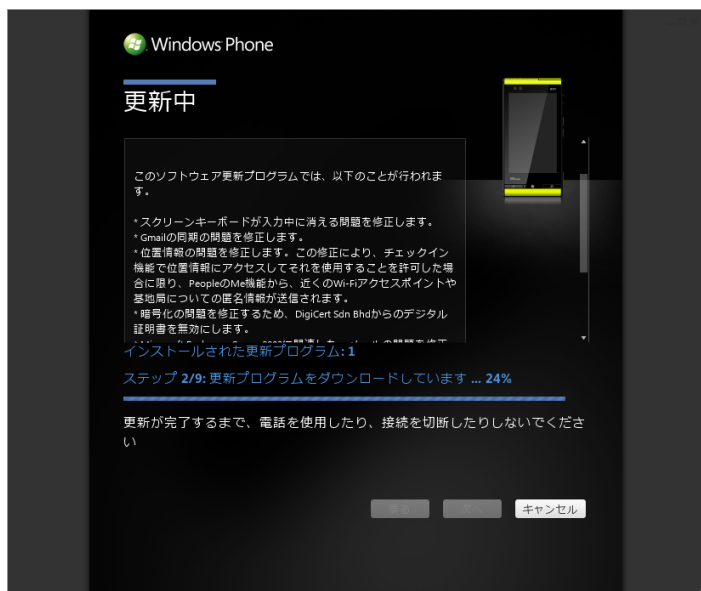 Windows Phone
更新中
このソフトウェア更新プログラムでは、以下のことが行われま
す。
* スクリーンキーボードが入力中に消える問題を修正します。
* Gmailの同期の問題を修正します。
* 位置情報の問題を修正します。この修正により、チェックイン
機能で位置情報にアクセスしてそれを使用することを許可した場
合に限り、PeopleのMe機能から、近くのWi-Fiアクセスポイントや
基地局についての匿名情報が送信されます。
* 暗号化の問題を修正するため、DigiCert Sdn Bhdからのデジタル
証明書を無効にします。
インストールされた更新プログラム: 1
ステップ 2/9: 更新プログラムをダウンロードしています ... 24%
更新が完了するまで、電話を使用したり、接続を切断したりしないでくださ
い
戻る 次へ キャンセル